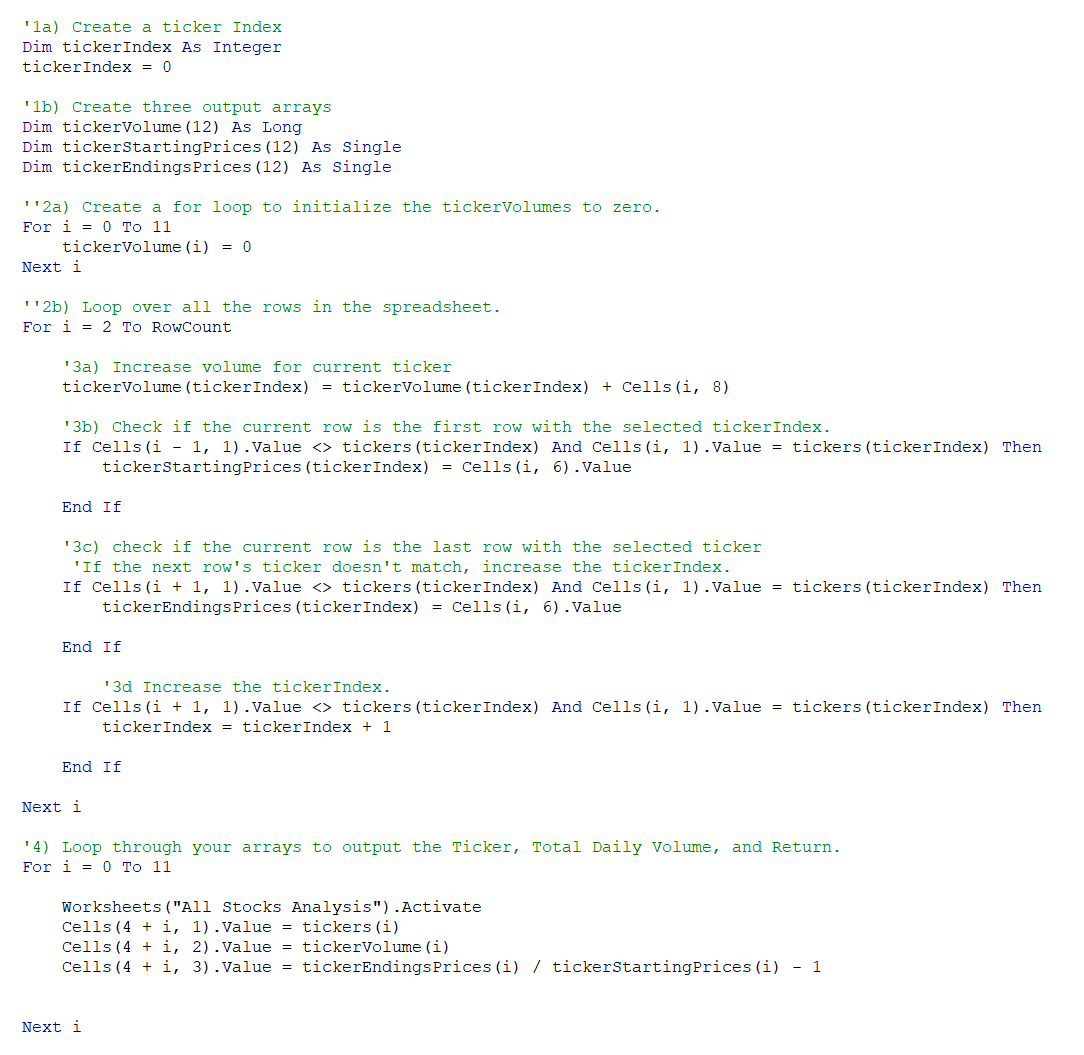 '1a) Create a ticker Index
Dim tickerIndex As Integer
tickerIndex = 0
'1b) Create three output arrays
Dim tickerVolume(12) As Long
Dim tickerStartingPrices(12) As Single
Dim tickerEndingsPrices(12) As Single
''2a) Create a for loop to initialize the tickerVolumes to zero.
For i = 0 To 11
    tickerVolume(i) = 0
Next i
''2b) Loop over all the rows in the spreadsheet.
For i = 2 To RowCount
    '3a) Increase volume for current ticker
    tickerVolume(tickerIndex) = tickerVolume(tickerIndex) + Cells(i, 8)
    '3b) Check if the current row is the first row with the selected tickerIndex.
    If Cells(i - 1, 1).Value <> tickers(tickerIndex) And Cells(i, 1).Value = tickers(tickerIndex) Then
        tickerStartingPrices(tickerIndex) = Cells(i, 6).Value
    End If
    '3c) check if the current row is the last row with the selected ticker
     'If the next row's ticker doesn't match, increase the tickerIndex.
    If Cells(i + 1, 1).Value <> tickers(tickerIndex) And Cells(i, 1).Value = tickers(tickerIndex) Then
        tickerEndingsPrices(tickerIndex) = Cells(i, 6).Value
    End If
        '3d Increase the tickerIndex.
    If Cells(i + 1, 1).Value <> tickers(tickerIndex) And Cells(i, 1).Value = tickers(tickerIndex) Then
        tickerIndex = tickerIndex + 1
    End If
Next i
'4) Loop through your arrays to output the Ticker, Total Daily Volume, and Return.
For i = 0 To 11
    Worksheets("All Stocks Analysis").Activate
    Cells(4 + i, 1).Value = tickers(i)
    Cells(4 + i, 2).Value = tickerVolume(i)
    Cells(4 + i, 3).Value = tickerEndingsPrices(i) / tickerStartingPrices(i) - 1
Next i